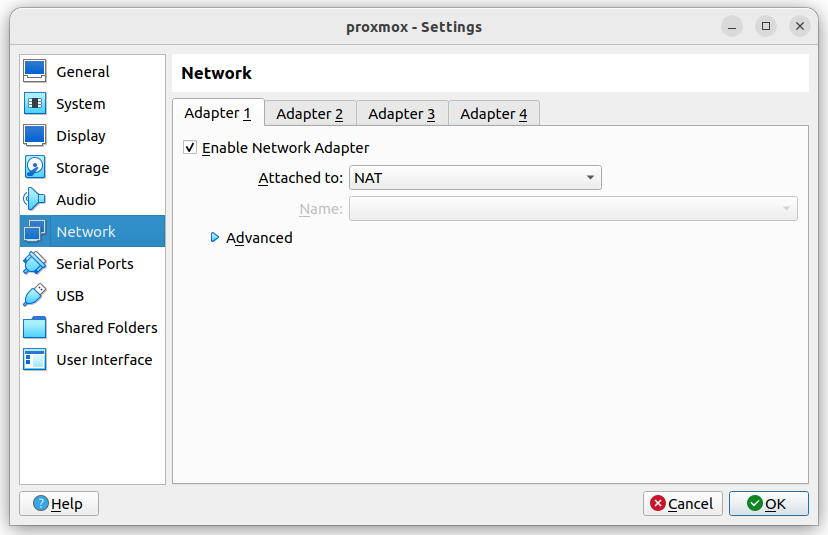 proxmox - Settings
General
System
Display
Storage
Audio
Network
Serial Ports
USB
Shared Folders
User Interface
Network
Adapter 1 Adapter 2 Adapter 3 Adapter 4
Enable Network Adapter
Attached to: NAT
Name:
Advanced
Help Cancel OK